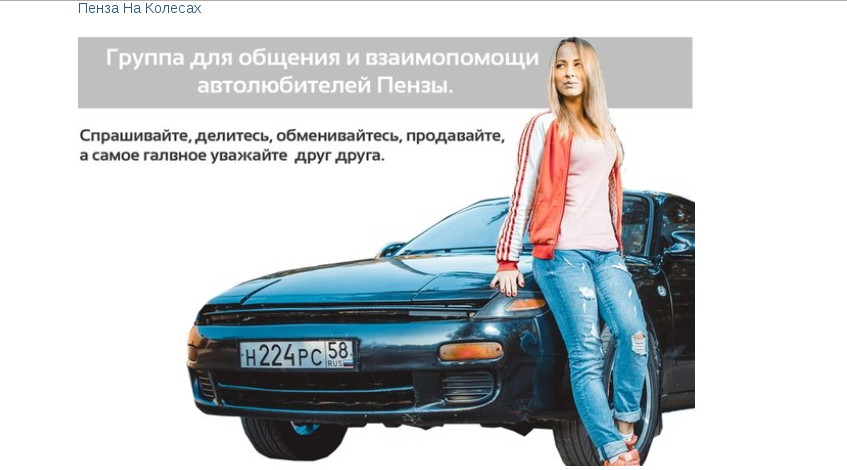 Пенза На Колесах
Группа для общения и взаимопомощи
автолюбителей Пензы.
Спрашивайте, делитесь, обменивайтесь, продавайте,
а самое галвное уважайте друг друга.
Н224РС 58
RUS